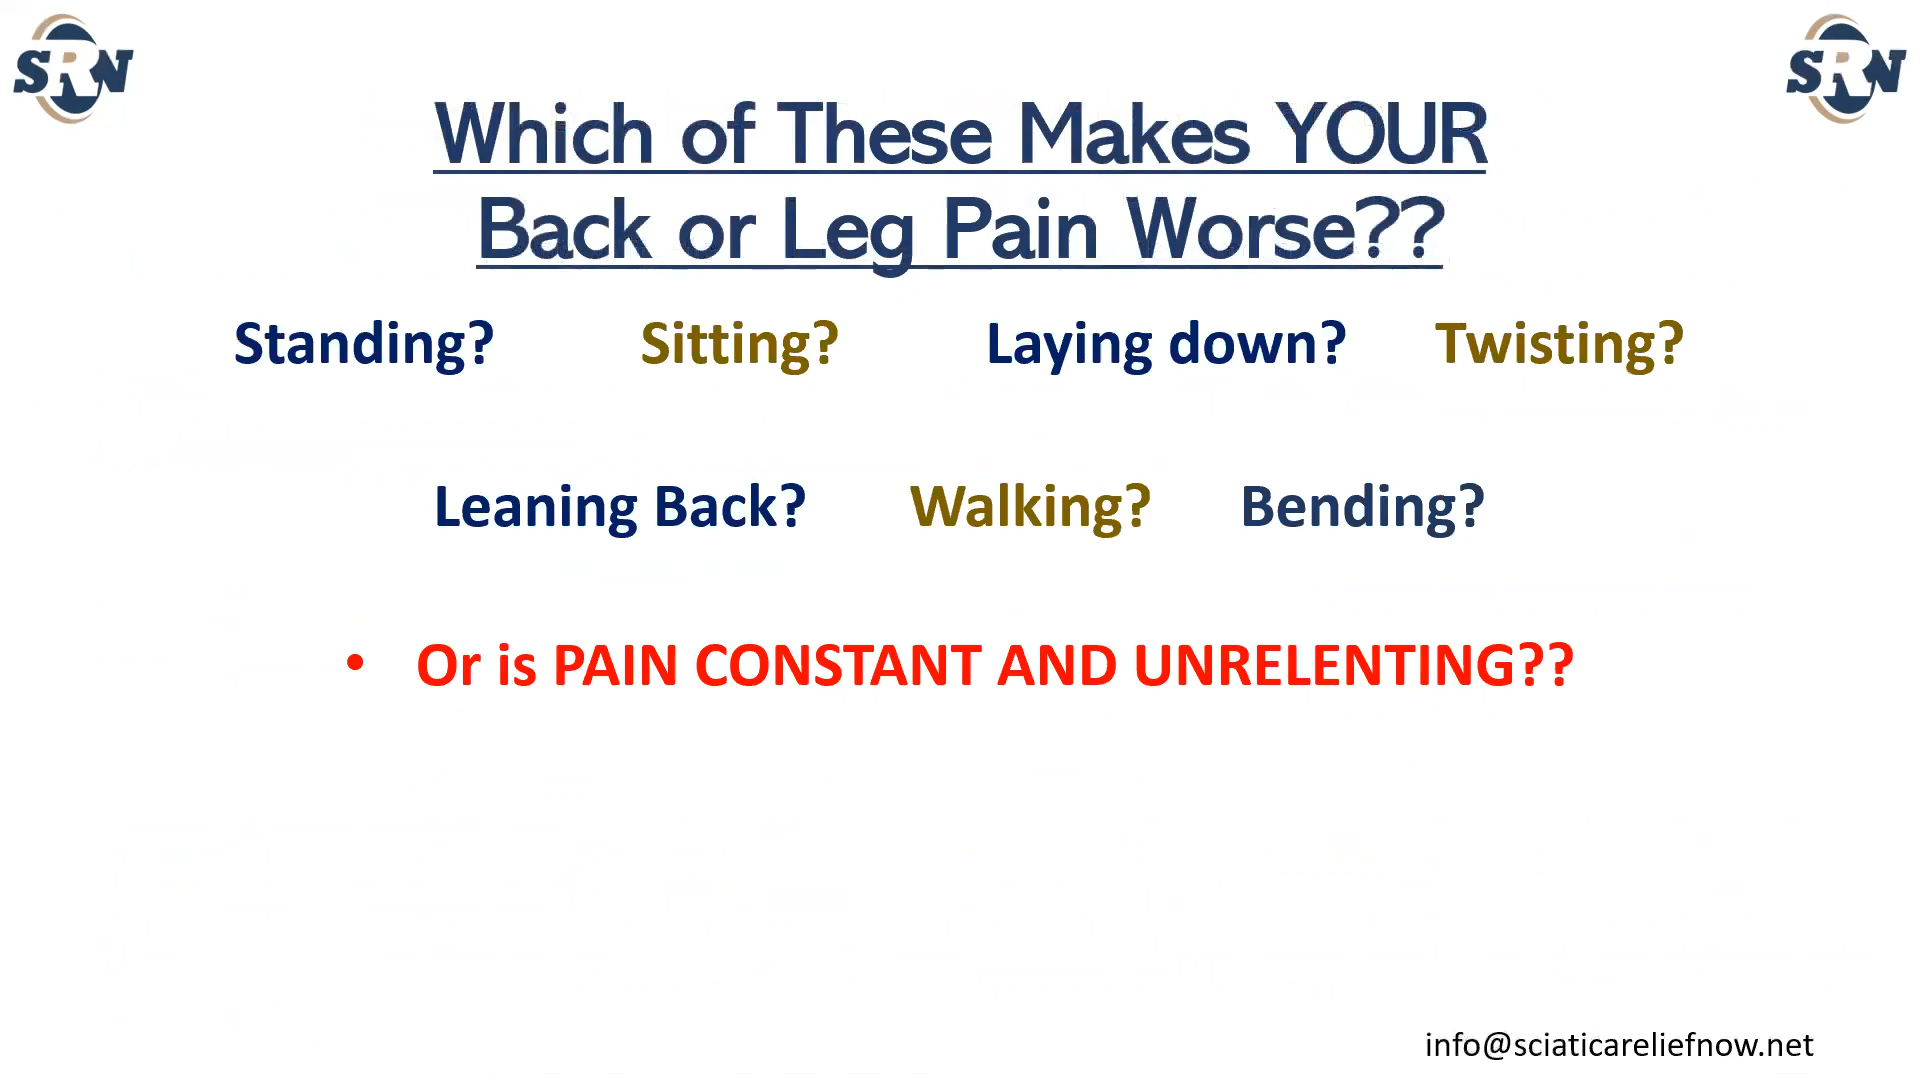 SRN
SRN
Which of These Makes YOUR
Back or Leg Pain Worse??
Standing? Sitting? Laying down? Twisting?
Leaning Back? Walking? Bending?
• Or is PAIN CONSTANT AND UNRELENTING??
info@sciaticareliefnow.net